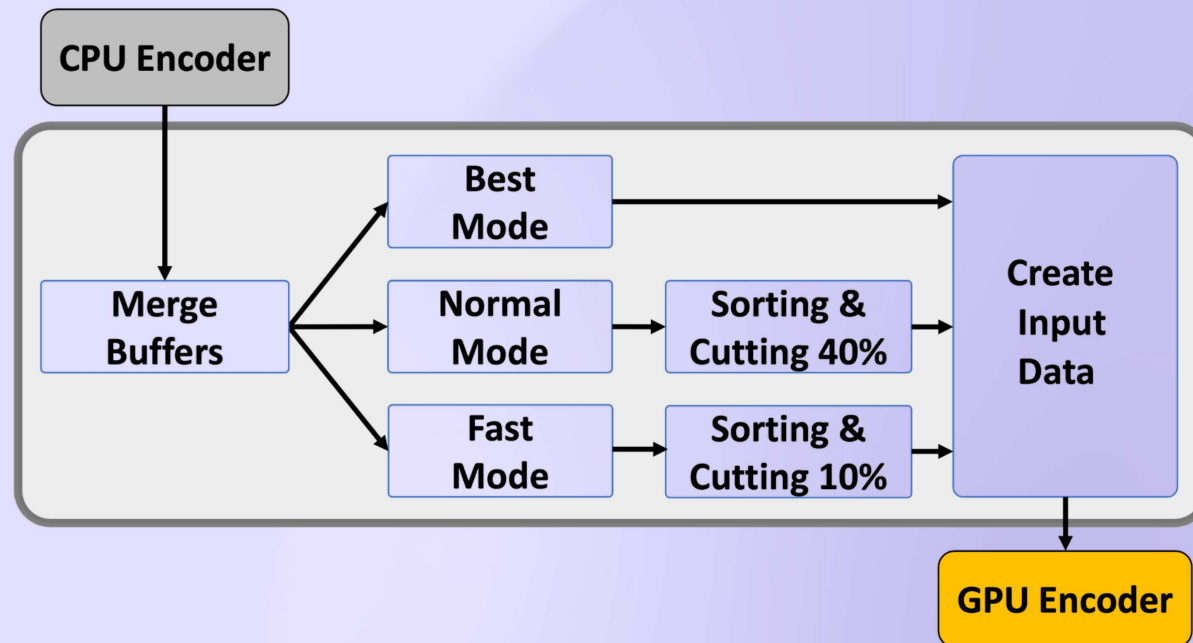 CPU Encoder
Merge
Buffers
Best
Mode
Normal
Mode
Sorting &
Cutting 40%
Fast
Mode
Sorting &
Cutting 10%
Create
Input
Data
GPU Encoder